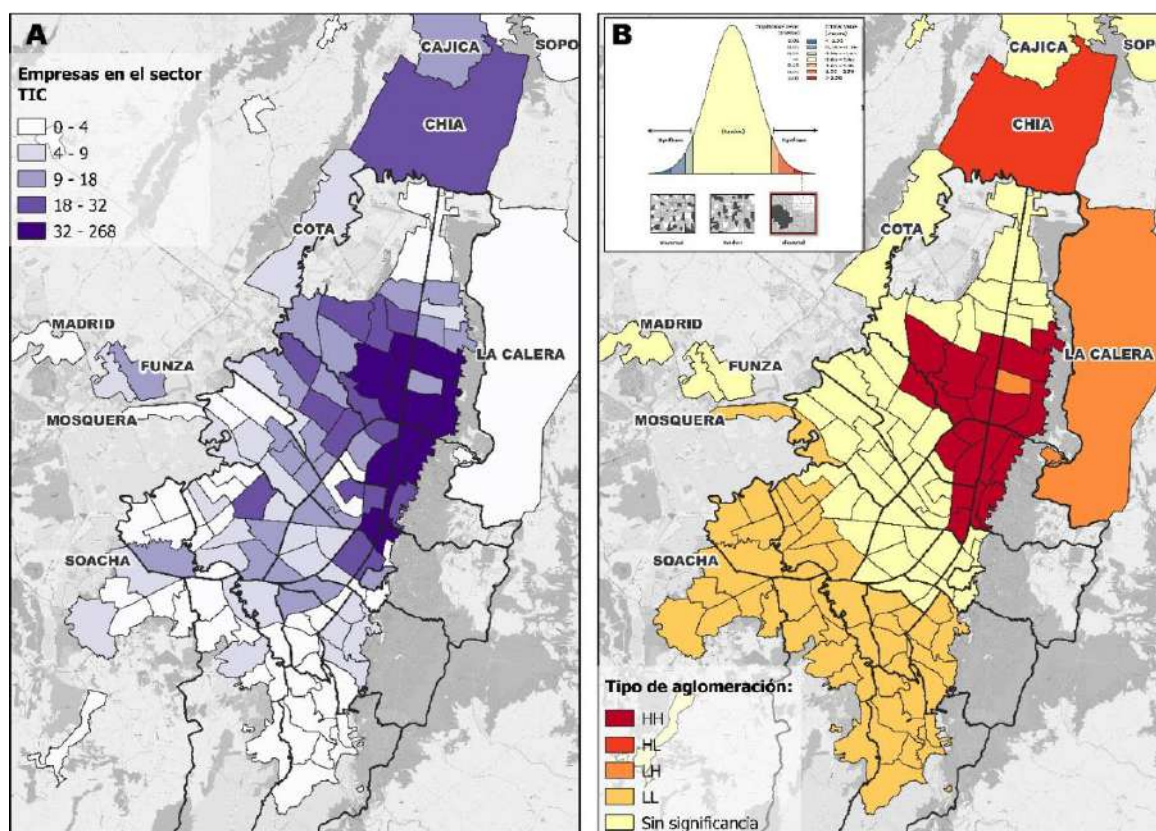 A
Empresas en el sector
TIC
0 - 4
4 - 9
9 - 18
18 - 32
32 - 268
CAJICA
SOPO
CHIA
COTA
MADRID
FUNZA
LA CALERA
MOSQUERA
SOACHA
B
(Random)
CAJICA
SOPO
CHIA
COTA
MADRID
FUNZA
LA CALERA
MOSQUERA
SOACHA
Tipo de aglomeración:
HH
HL
LH
LL
Sin significancia